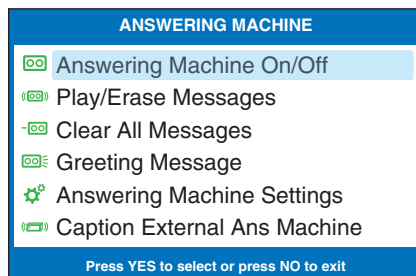 ANSWERING MACHINE
Answering Machine On/Off
Play/Erase Messages
Clear All Messages
Greeting Message
Answering Machine Settings
Caption External Ans Machine
Press YES to select or press NO to exit